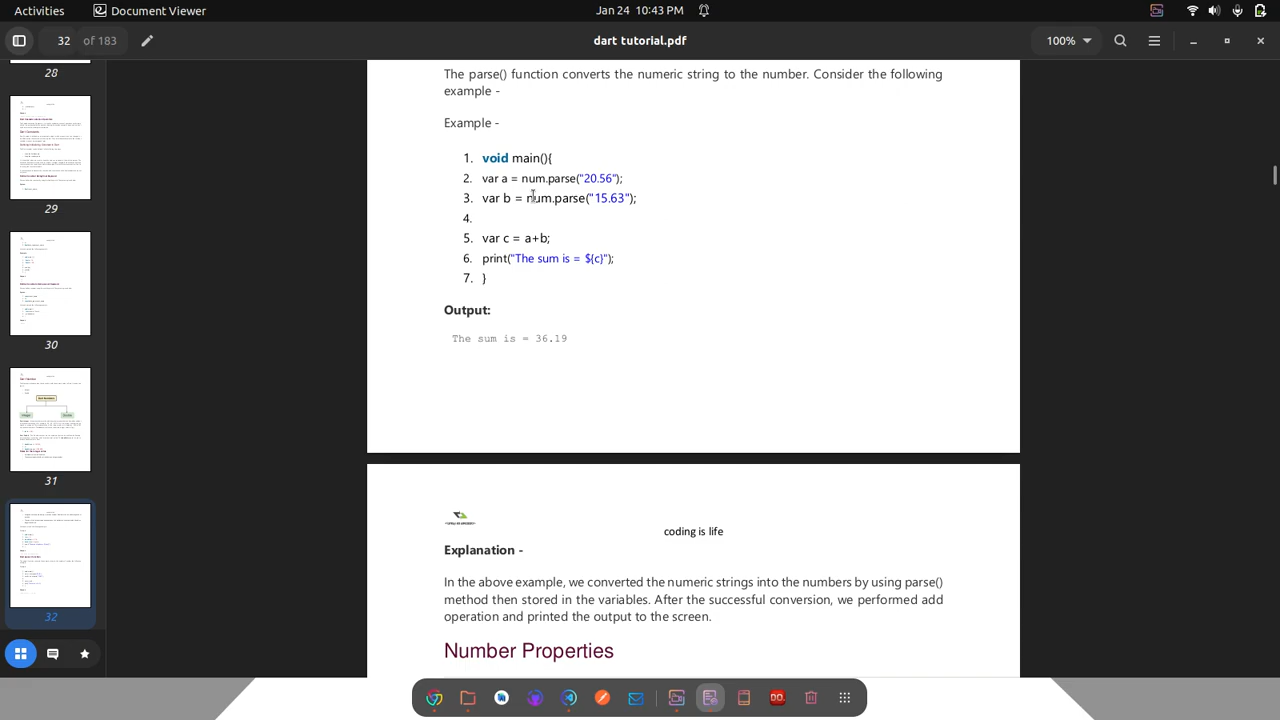 Activities
Document Viewer
Jan 24 10:43 PM
32 of 183
dart tutorial.pdf
100%
28
29
30
31
32
The parse() function converts the numeric string to the number. Consider the following
example -
Example -
1. void main(){
2. var a = num.parse("20.56");
3. var b = num.parse("15.63");
4.
5. var c = a+b;
6. print("The sum is = ${c}");
7. }
Output:
The sum is = 36.19
coding is life
Explanation -
In the above example, we converted the numeric strings into the numbers by using parse()
method then stored in the variables. After the successful conversion, we performed add
operation and printed the output to the screen.
Number Properties